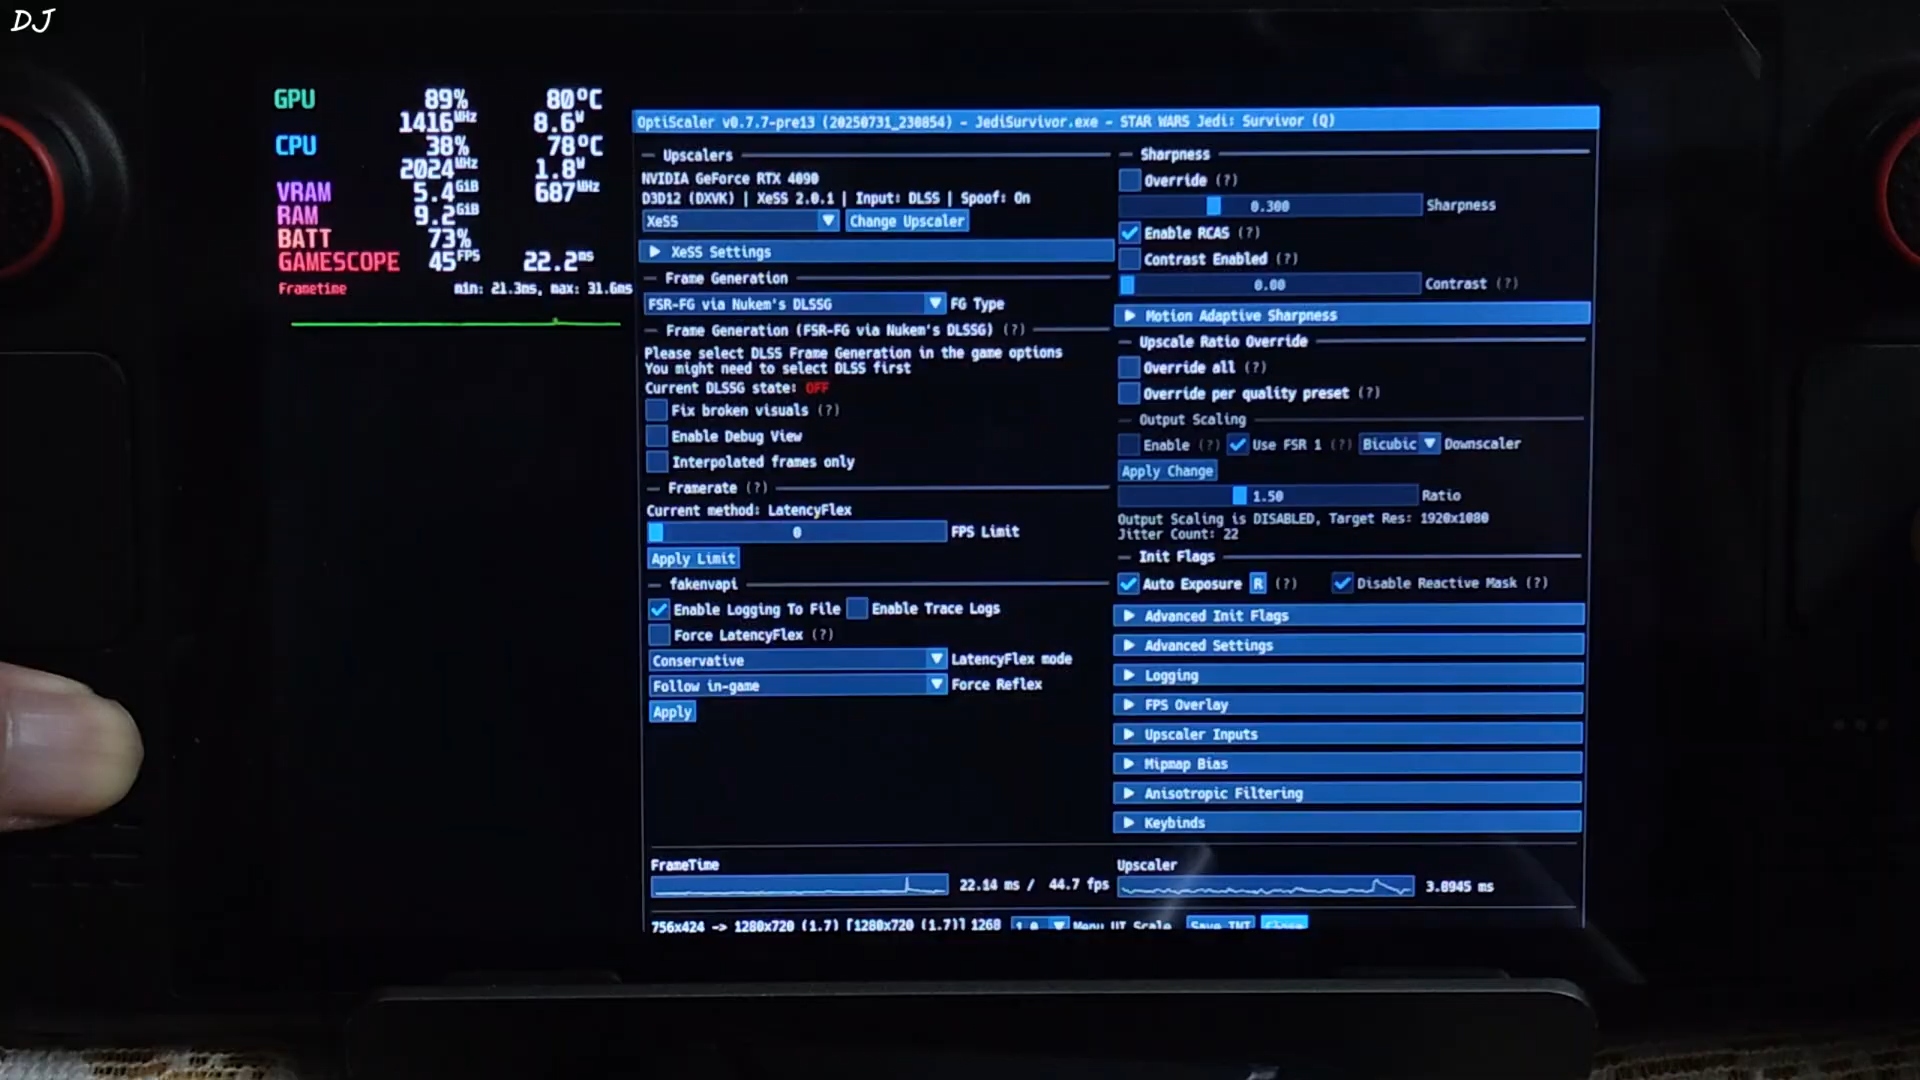 DJ
GPU 89% 80°C
1416MHz 8.6W
CPU 38% 78°C
2024MHz 1.8W
VRAM 5.4GiB 687MHz
RAM 9.2GiB
BATT 73%
GAMESCOPE 45FPS 22.2ms
Frametime min: 21.3ms, max: 31.6ms
OptiScaler v0.7.7-pre13 (20250731_230854) - JediSurvivor.exe - STAR WARS Jedi: Survivor (Q)
Upscalers
NVIDIA GeForce RTX 4090
D3D12 (DXVK) | XeSS 2.0.1 | Input: DLSS | Spoof: On
XeSS Change Upscaler
XeSS Settings
Frame Generation
FSR-FG via Nukem's DLSSG FG Type
Frame Generation (FSR-FG via Nukem's DLSSG) (?)
Please select DLSS Frame Generation in the game options
You might need to select DLSS first
Current DLSSG state: OFF
Fix broken visuals (?)
Enable Debug View
Interpolated frames only
Framerate (?)
Current method: LatencyFlex
0 FPS Limit
Apply Limit
fakenvapi
Enable Logging To File Enable Trace Logs
Force LatencyFlex (?)
Conservative LatencyFlex mode
Follow in-game Force Reflex
Apply
Sharpness
Override (?)
0.300 Sharpness
Enable RCAS (?)
Contrast Enabled (?)
0.00 Contrast (?)
Motion Adaptive Sharpness
Upscale Ratio Override
Override all (?)
Override per quality preset (?)
Output Scaling
Enable (?) Use FSR 1 (?) Bicubic Downscaler
Apply Change
1.50 Ratio
Output Scaling is DISABLED, Target Res: 1920x1080
Jitter Count: 22
Init Flags
Auto Exposure R (?) Disable Reactive Mask (?)
Advanced Init Flags
Advanced Settings
Logging
FPS Overlay
Upscaler Inputs
Mipmap Bias
Anisotropic Filtering
Keybinds
FrameTime
22.14 ms / 44.7 fps
Upscaler
3.8945 ms
756x424 -> 1280x720 (1.7) [1280x720 (1.7)] 1268 1.0 Menu UI Scale Save INI Close